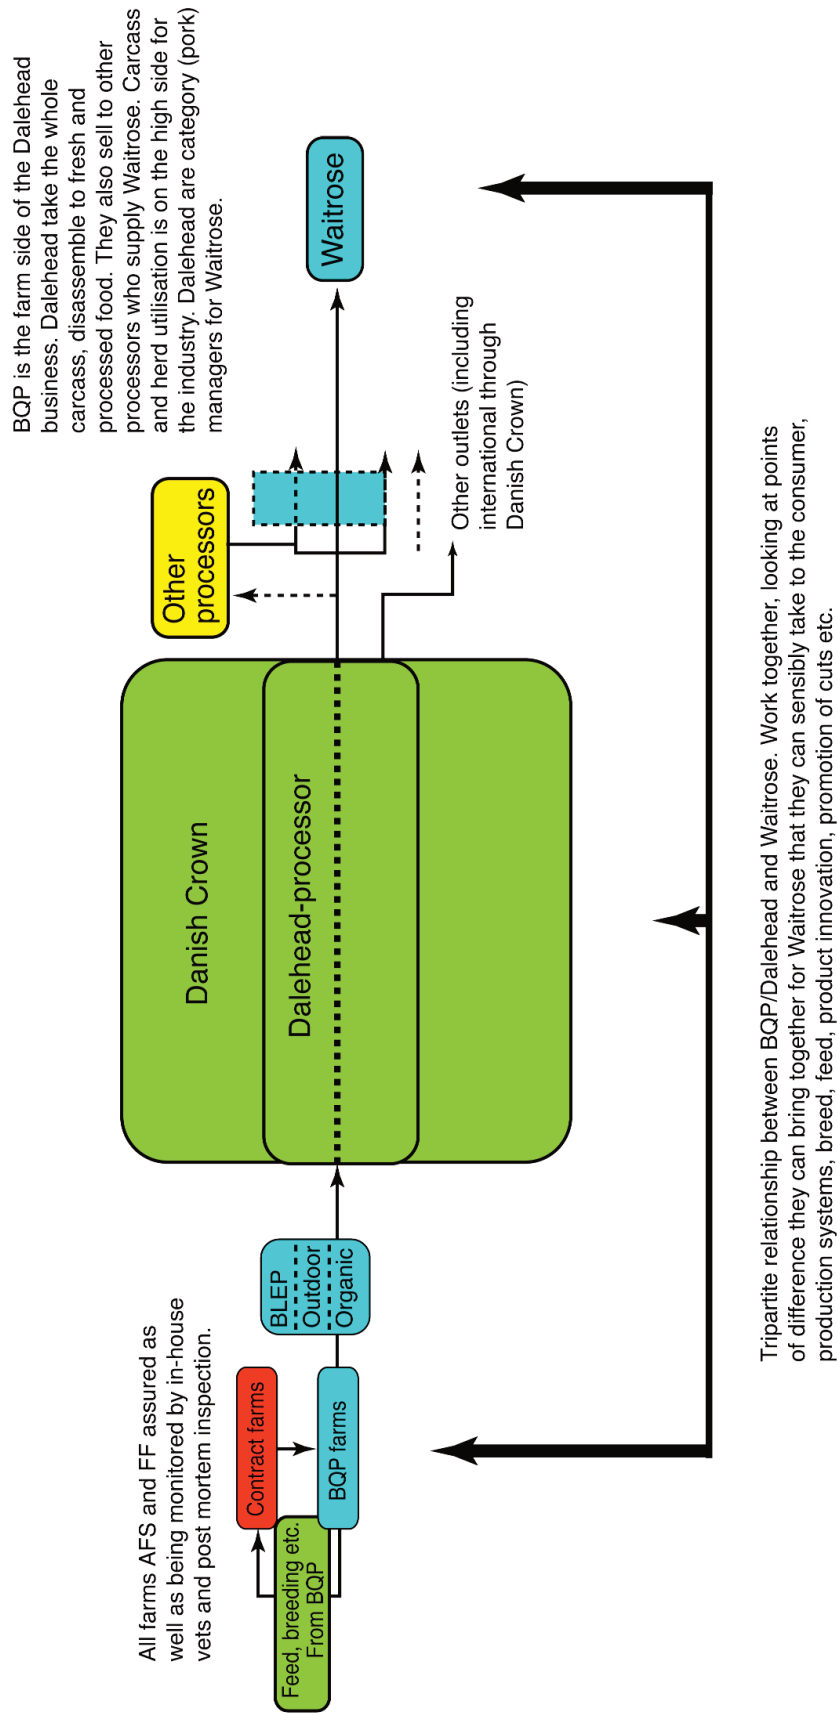 All farms AFS and FF assured as
well as being monitored by in-house
vets and post mortem inspection.
Feed, breeding etc.
From BQP
Contract farms
BQP farms
BLEP
Outdoor
Organic
Danish Crown
Dalehead-processor
Other
processors
Other outlets (including
international through
Danish Crown)
Waitrose
BQP is the farm side of the Dalehead
business. Dalehead take the whole
carcass, disassemble to fresh and
processed food. They also sell to other
processors who supply Waitrose. Carcass
and herd utilisation is on the high side for
the industry. Dalehead are category (pork)
managers for Waitrose.
Tripartite relationship between BQP/Dalehead and Waitrose. Work together, looking at points
of difference they can bring together for Waitrose that they can sensibly take to the consumer,
production systems, breed, feed, product innovation, promotion of cuts etc.